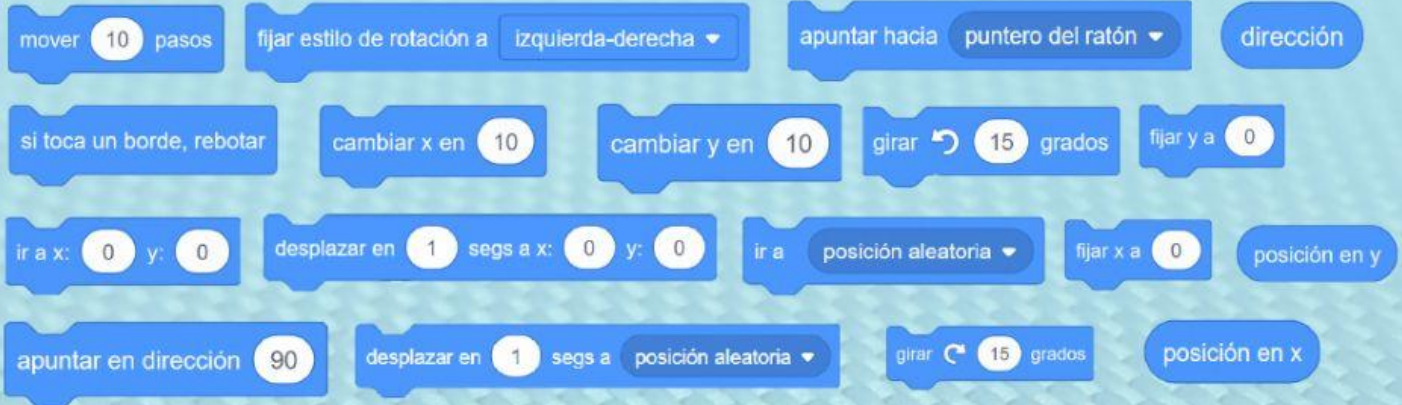 mover 10 pasos
fijar estilo de rotación a izquierda-derecha
apuntar hacia puntero del ratón
dirección
si toca un borde, rebotar
cambiar x en 10
cambiar y en 10
girar 15 grados
fijar y a 0
ir a x: 0 y: 0
desplazar en 1 segs a x: 0 y: 0
ir a posición aleatoria
fijar x a 0
posición en y
apuntar en dirección 90
desplazar en 1 segs a posición aleatoria
girar 15 grados
posición en x